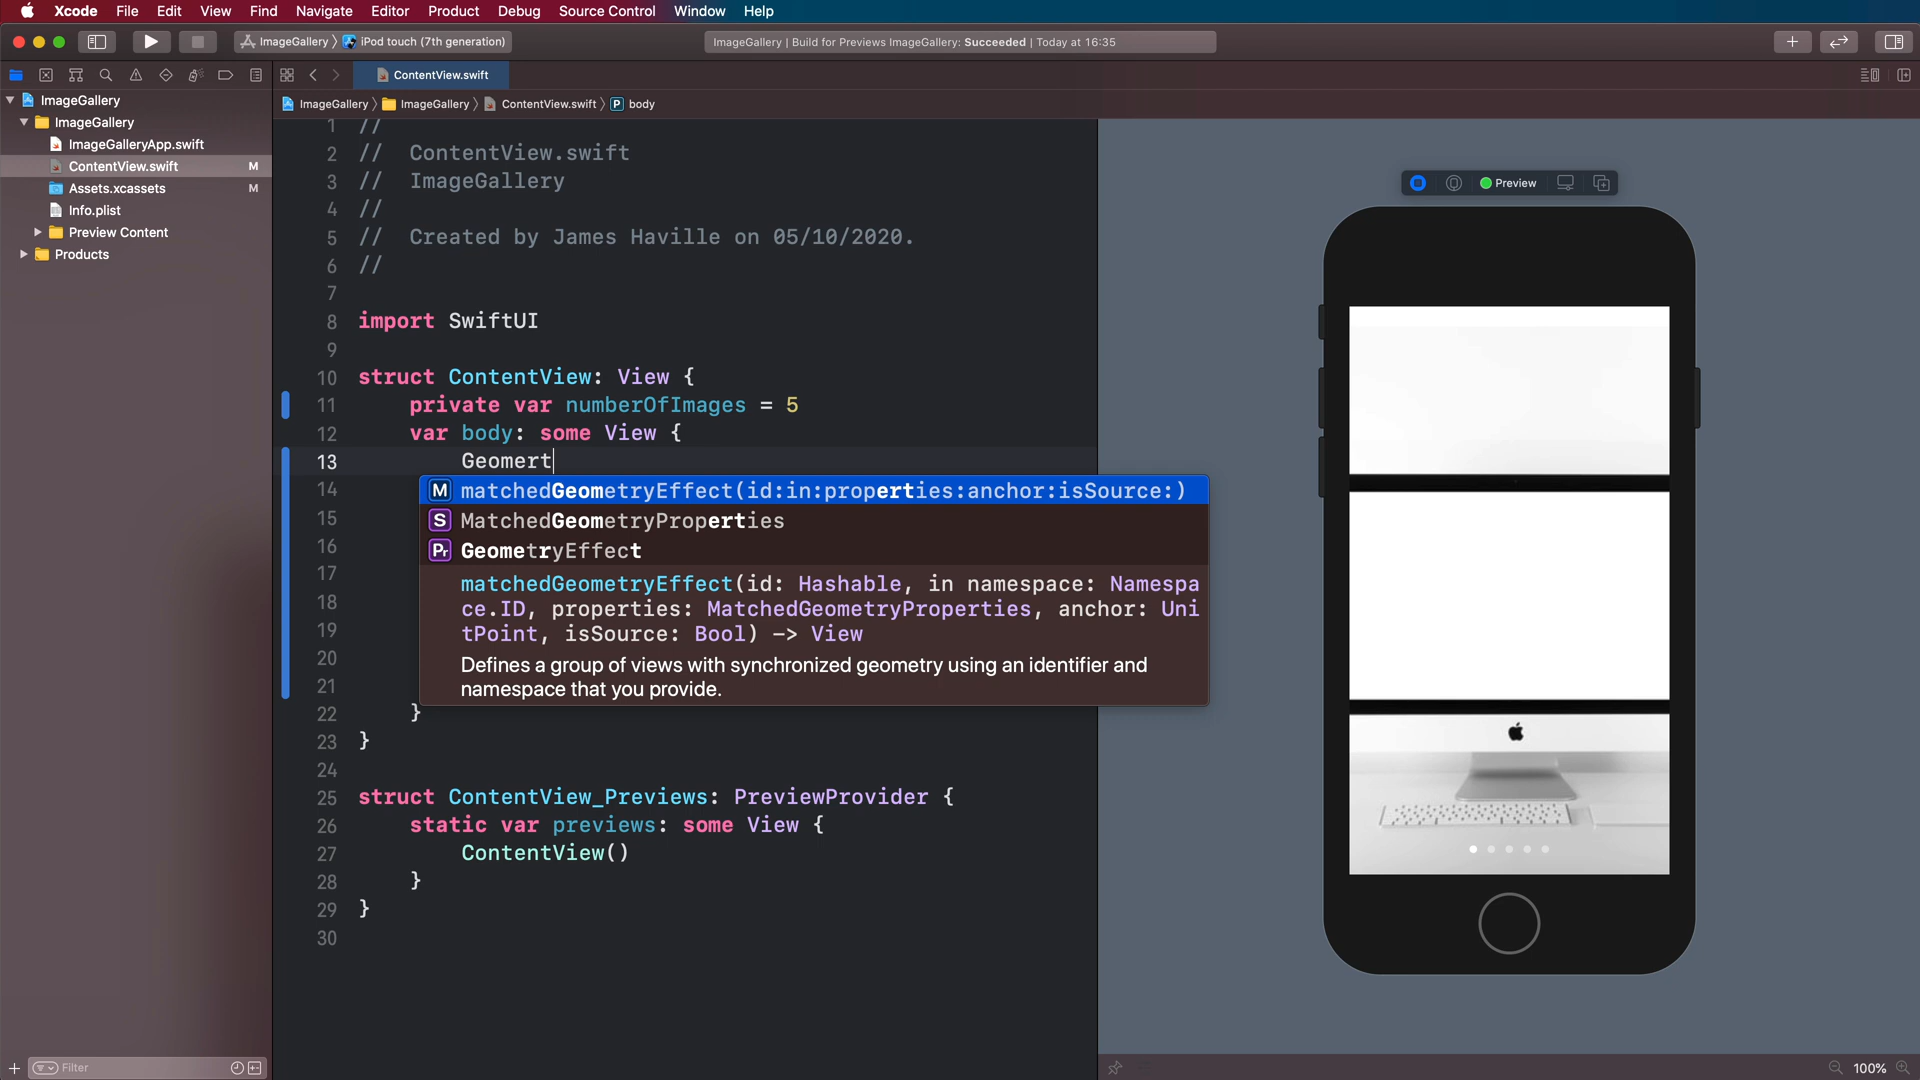 Xcode File Edit View Find Navigate Editor Product Debug Source Control Window Help
ImageGallery iPod touch (7th generation)
ImageGallery | Build for Previews ImageGallery: Succeeded | Today at 16:35
ContentView.swift
ImageGallery ImageGallery ContentView.swift P body
ImageGallery
ImageGallery
ImageGalleryApp.swift
ContentView.swift M
Assets.xcassets M
Info.plist
Preview Content
Products
1 //
2 // ContentView.swift
3 // ImageGallery
4 //
5 // Created by James Haville on 05/10/2020.
6 //
7
8 import SwiftUI
9
10 struct ContentView: View {
11 private var numberOfImages = 5
12 var body: some View {
13 Geomert
14
15
16
17
18
19
20
21
22 }
23 }
24
25 struct ContentView_Previews: PreviewProvider {
26 static var previews: some View {
27 ContentView()
28 }
29 }
30
M matchedGeometryEffect(id:in:properties:anchor:isSource:)
S MatchedGeometryProperties
Pr GeometryEffect
matchedGeometryEffect(id: Hashable, in namespace: Namespa
ce.ID, properties: MatchedGeometryProperties, anchor: Uni
tPoint, isSource: Bool) -> View
Defines a group of views with synchronized geometry using an identifier and
namespace that you provide.
Preview
Filter
100%